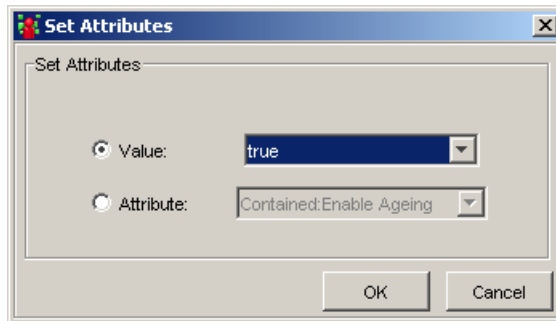 Set Attributes
Set Attributes
Value: true
Attribute: Contained:Enable Ageing
OK Cancel